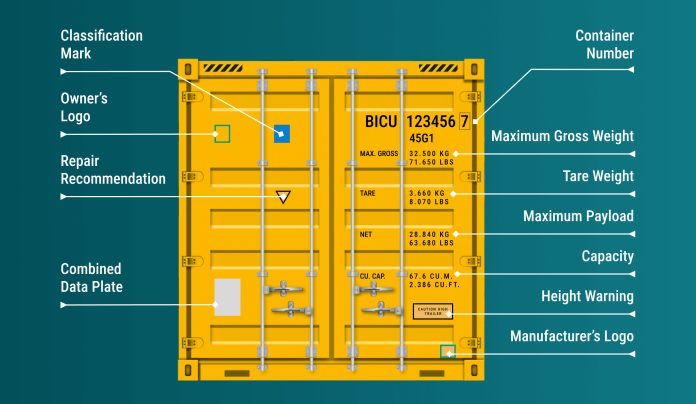 Classification
Mark
Owner's
Logo
Repair
Recommendation
Combined
Data Plate
BICU 123456 7
45G1
MAX. GROSS 32.500 KG
71.650 LBS
TARE 3.660 KG
8.070 LBS
NET 28.840 KG
63.680 LBS
CU. CAP. 67.6 CU.M.
2.386 CU.FT.
CAUTION HIGH
TRAILER
Container
Number
Maximum Gross Weight
Tare Weight
Maximum Payload
Capacity
Height Warning
Manufacturer's Logo